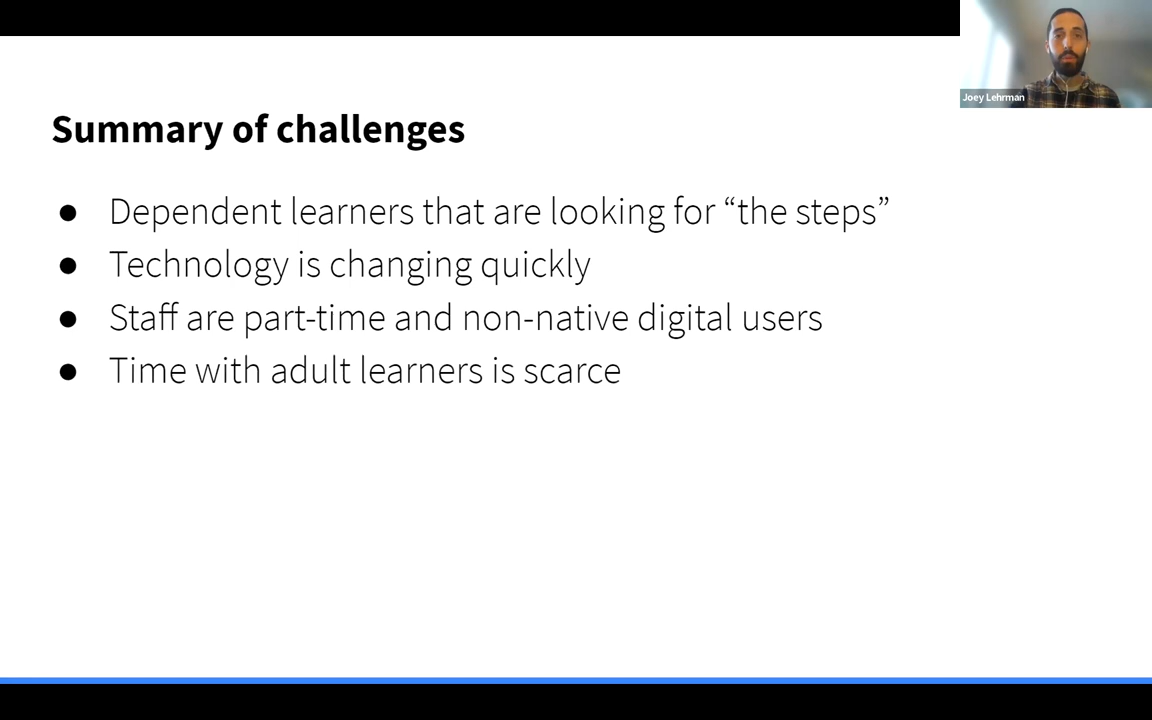 Joey Lehrman
Summary of challenges
● Dependent learners that are looking for “the steps”
● Technology is changing quickly
● Staff are part-time and non-native digital users
● Time with adult learners is scarce